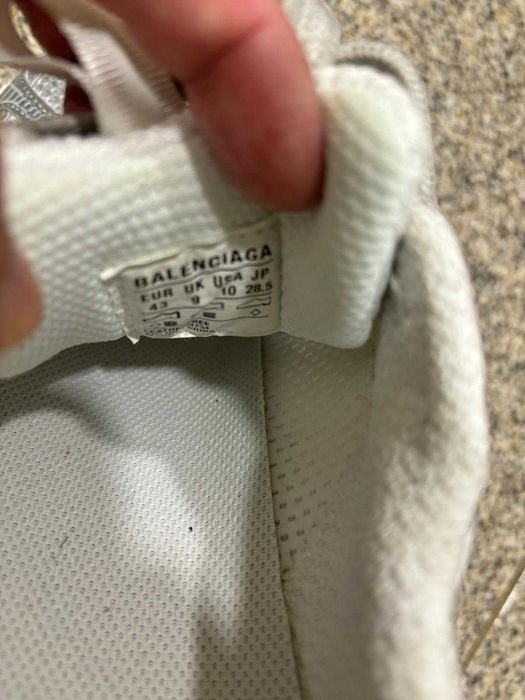 BALENCIAGA
EUR UK USA JP
43 9 10 28.5